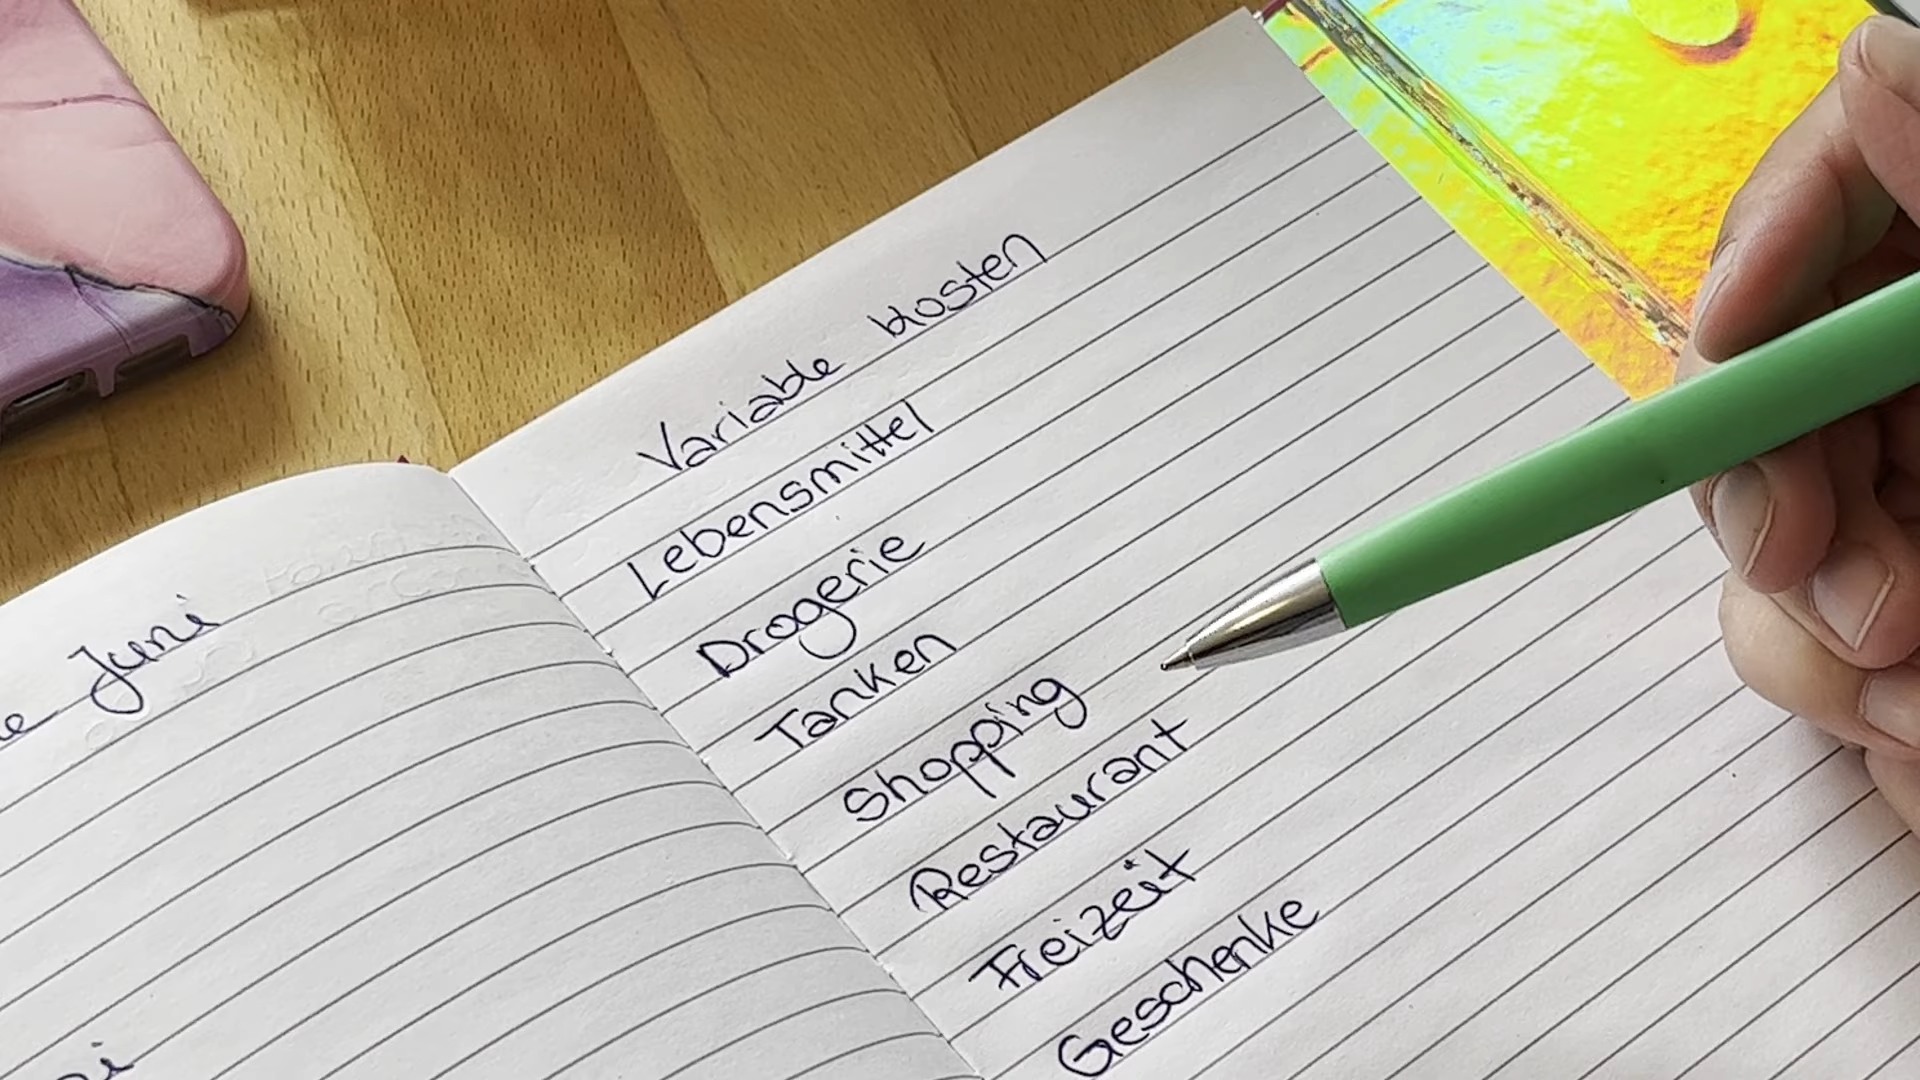 Juni
Variable Kosten
Lebensmittel
Drogerie
Tanken
Shopping
Restaurant
Freizeit
Geschenke